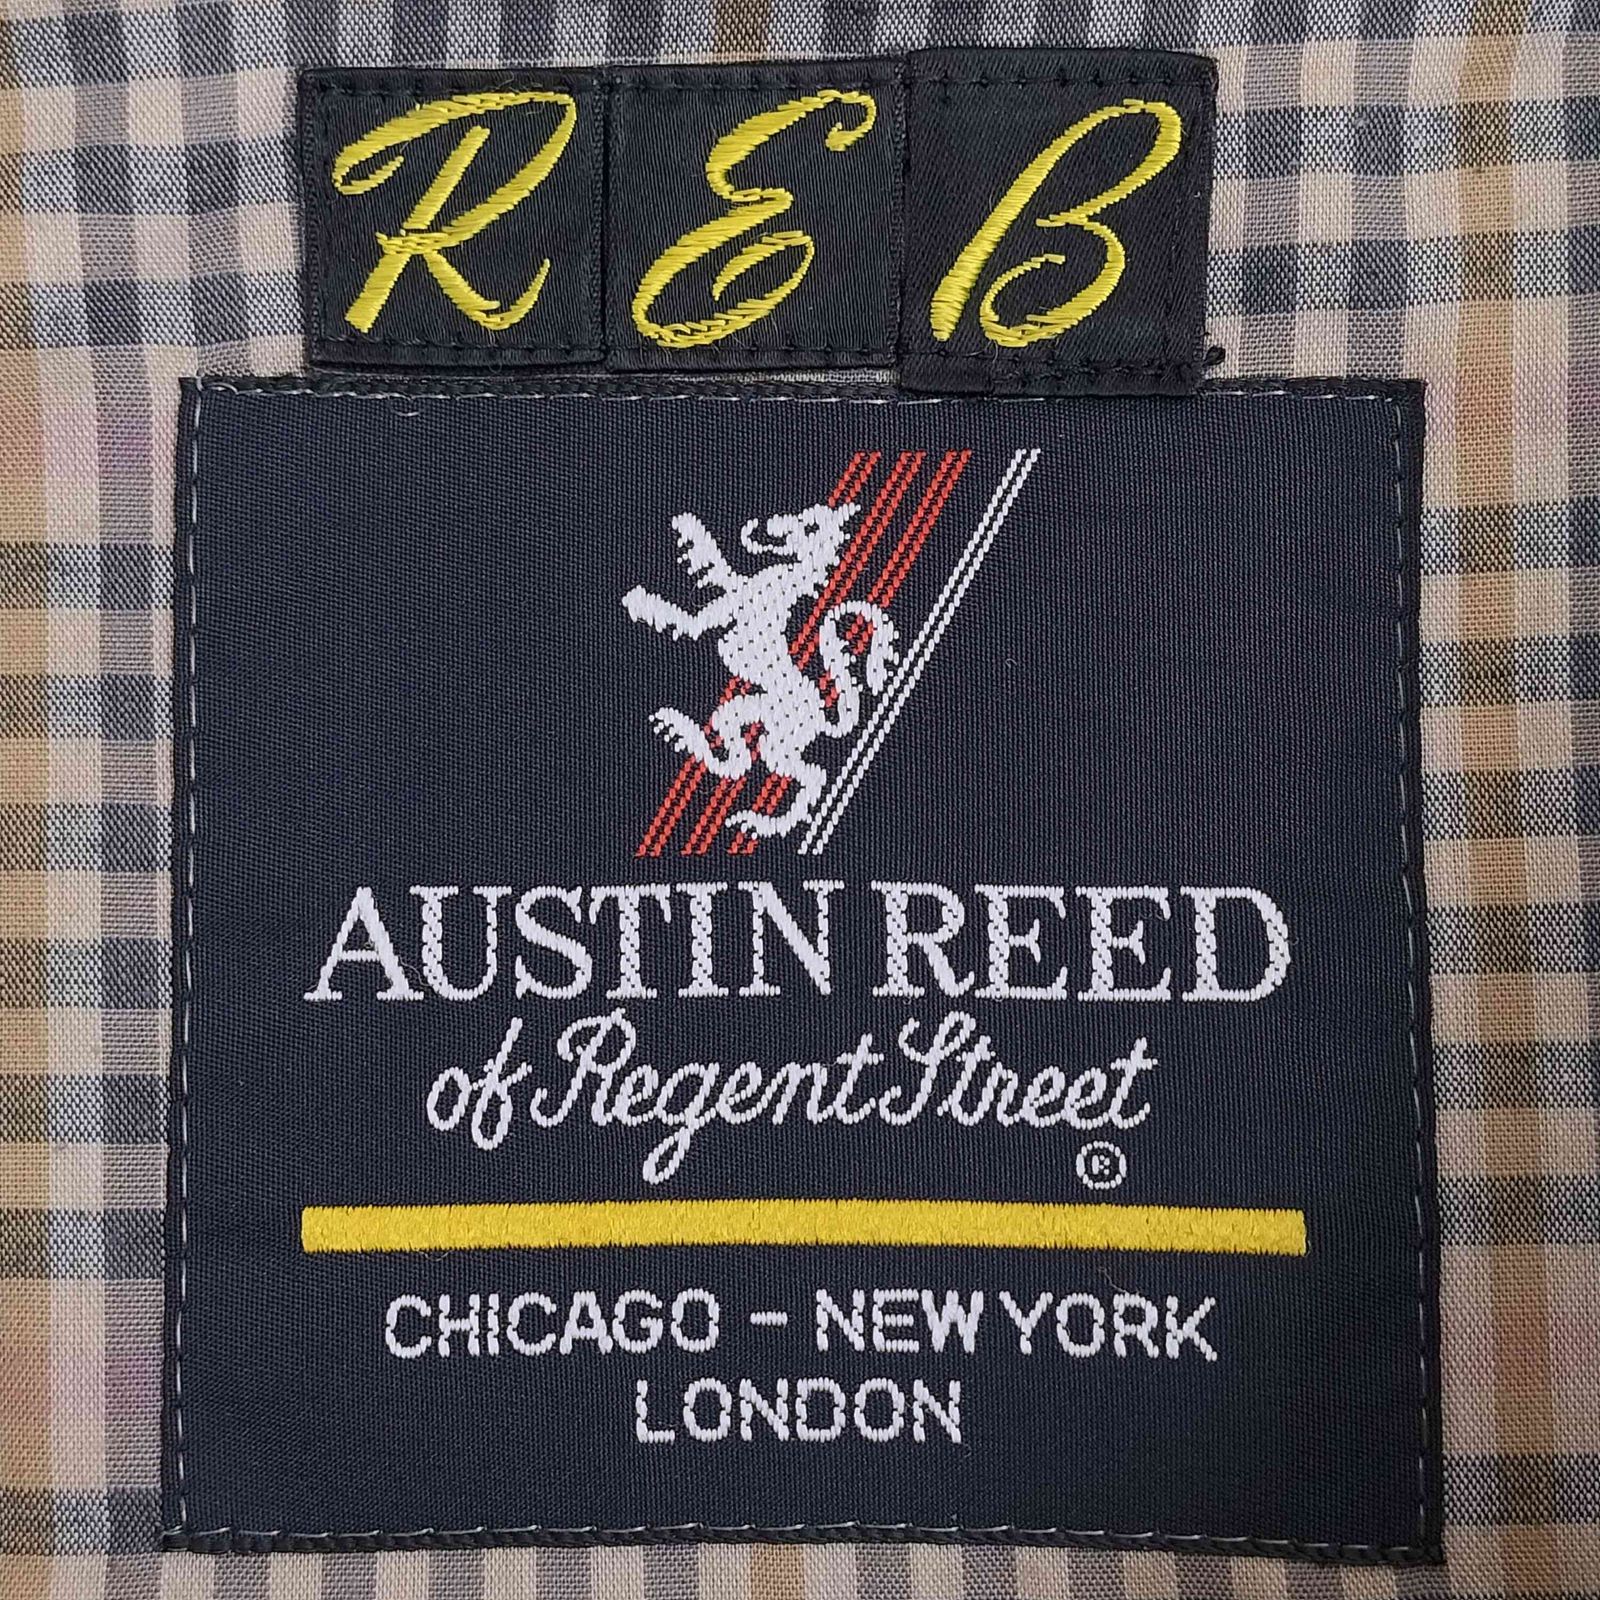 R E B
AUSTIN REED
of Regent Street
®
CHICAGO - NEW YORK
LONDON